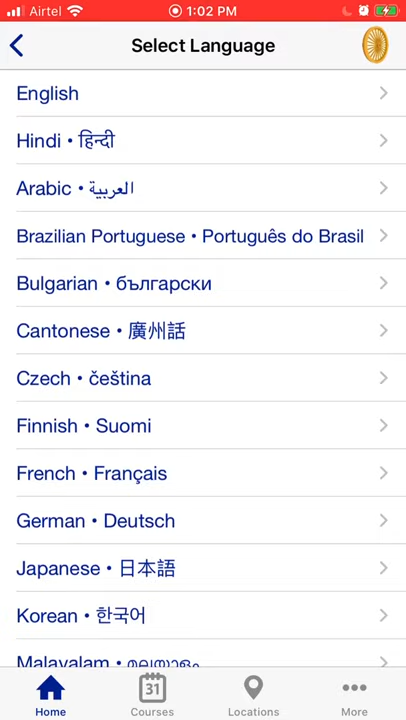 Airtel 1:02 PM
Select Language
English
Hindi • हिन्दी
Arabic • العربية
Brazilian Portuguese • Português do Brasil
Bulgarian • български
Cantonese • 廣州話
Czech • čeština
Finnish • Suomi
French • Français
German • Deutsch
Japanese • 日本語
Korean • 한국어
Malayalam • മലയാളം
31
Home Courses Locations More